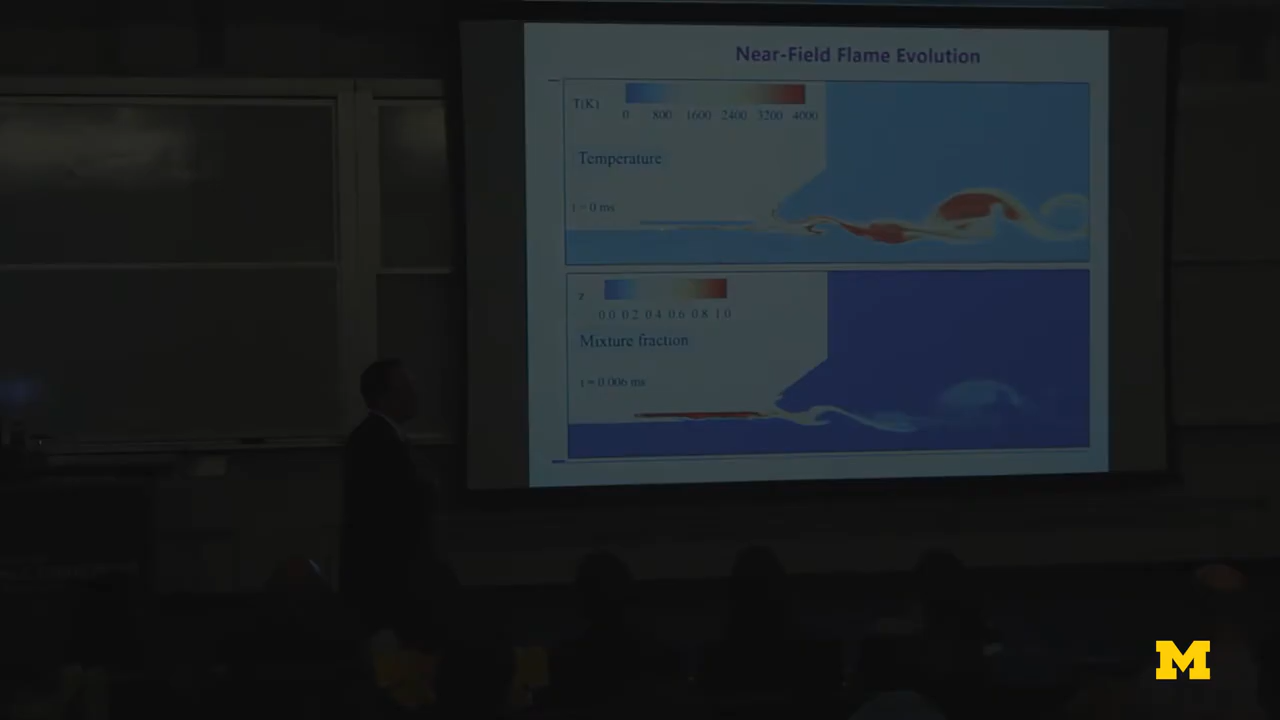 Near-Field Flame Evolution
T(K)
0 800 1600 2400 3200 4000
Temperature
t = 0 ms
z
0.0 0.2 0.4 0.6 0.8 1.0
Mixture fraction
t = 0.006 ms
M